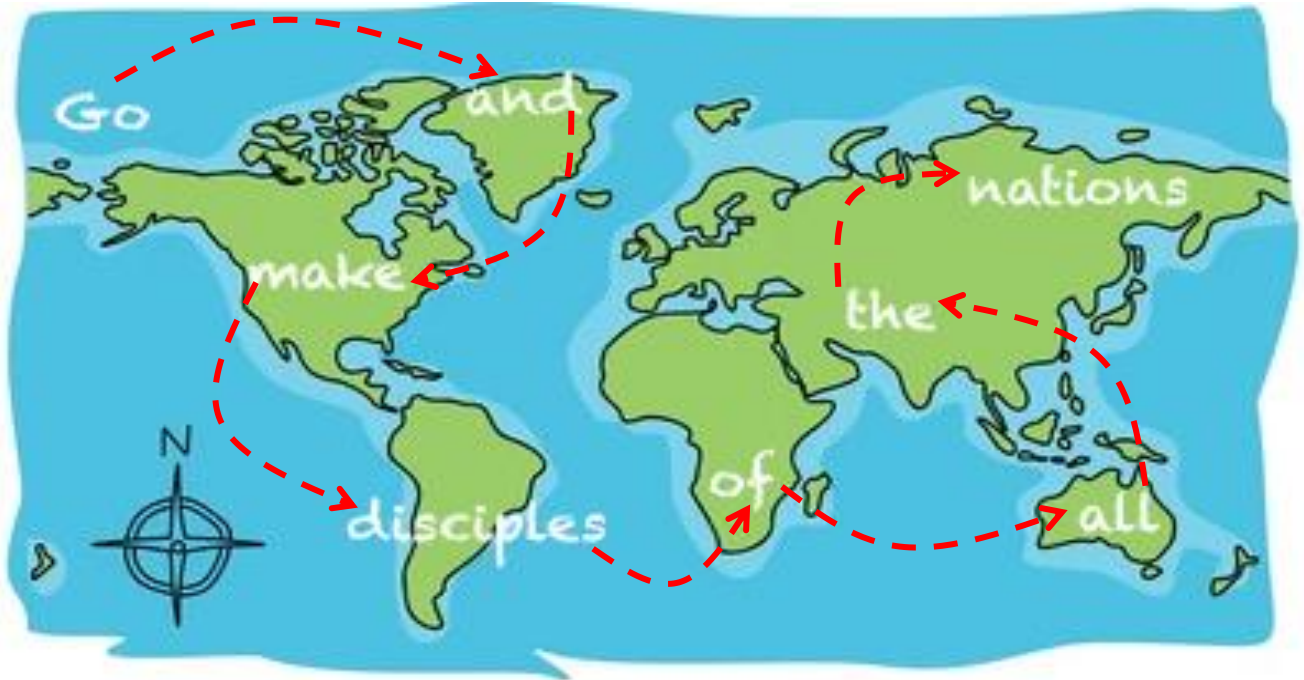 Go
and
make
disciples
of
all
the
nations
N